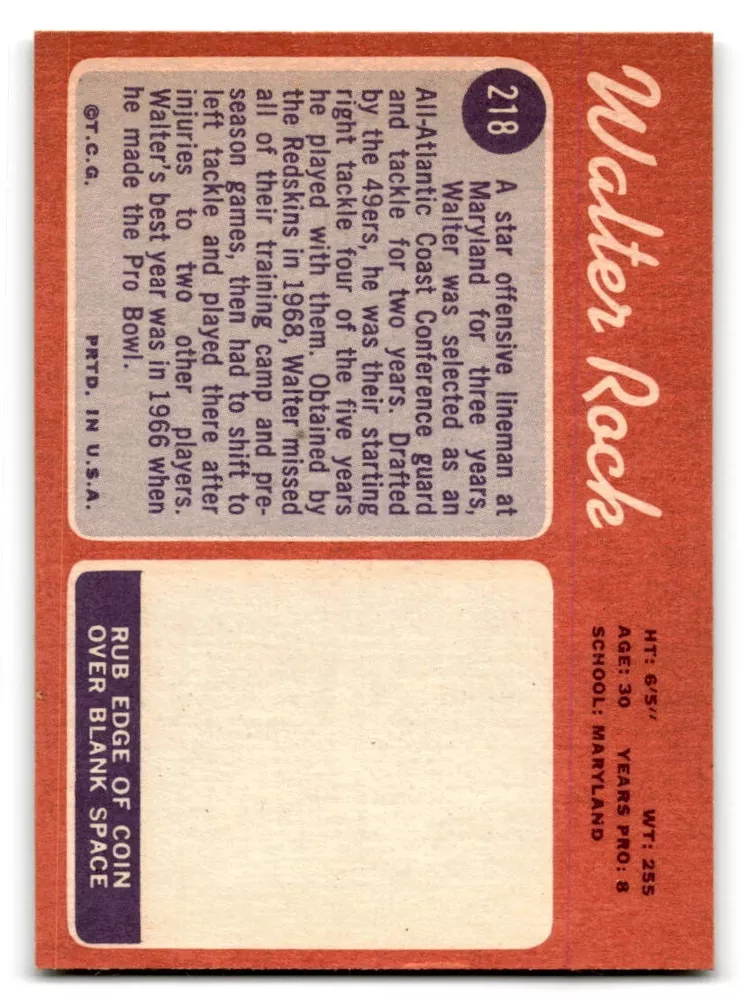 Walter Rock
HT: 6'5" WT: 255
AGE: 30 YEARS PRO: 8
SCHOOL: MARYLAND
218
A star offensive lineman at
Maryland for three years,
Walter was selected as an
All-Atlantic Coast Conference guard
and tackle for two years. Drafted
by the 49ers, he was their starting
right tackle four of the five years
he played with them. Obtained by
the Redskins in 1968, Walter missed
all of their training camp and pre-
season games, then had to shift to
left tackle and played there after
injuries to two other players.
Walter's best year was in 1966 when
he made the Pro Bowl.
©T.C.G. PRTD. IN U.S.A.
RUB EDGE OF COIN
OVER BLANK SPACE